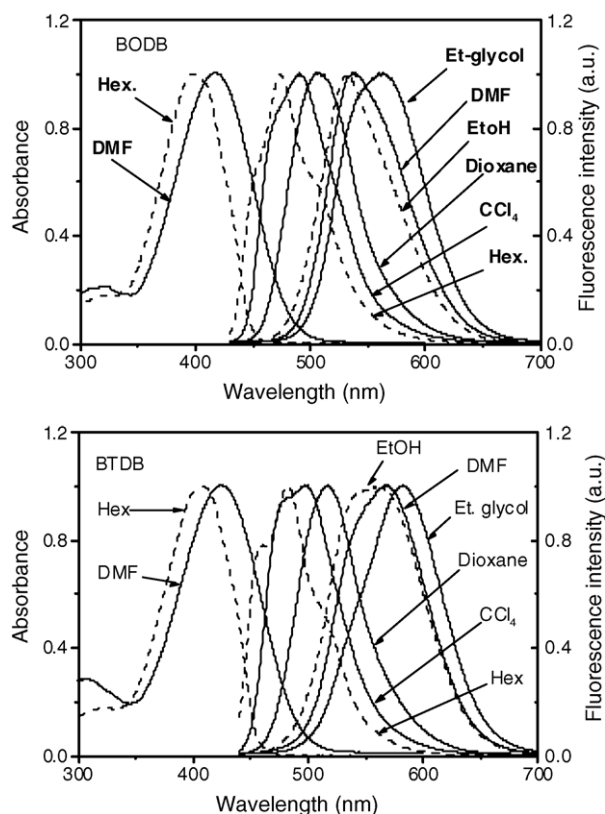 BODB
1.2
1.2
Et-glycol
Hex.
DMF
0.8
0.8
EtoH
DMF
Dioxane
CCl4
0.4
0.4
Hex.
0.0
0.0
300 400 500 600 700
Wavelength (nm)
Absorbance
Fluorescence intensity (a.u.)
BTDB
1.2
1.2
EtOH
DMF
Hex
Et. glycol
0.8
0.8
DMF
Dioxane
CCl4
0.4
0.4
Hex
0.0
0.0
300 400 500 600 700
Wavelength (nm)
Absorbance
Fluorescence intensity (a.u.)